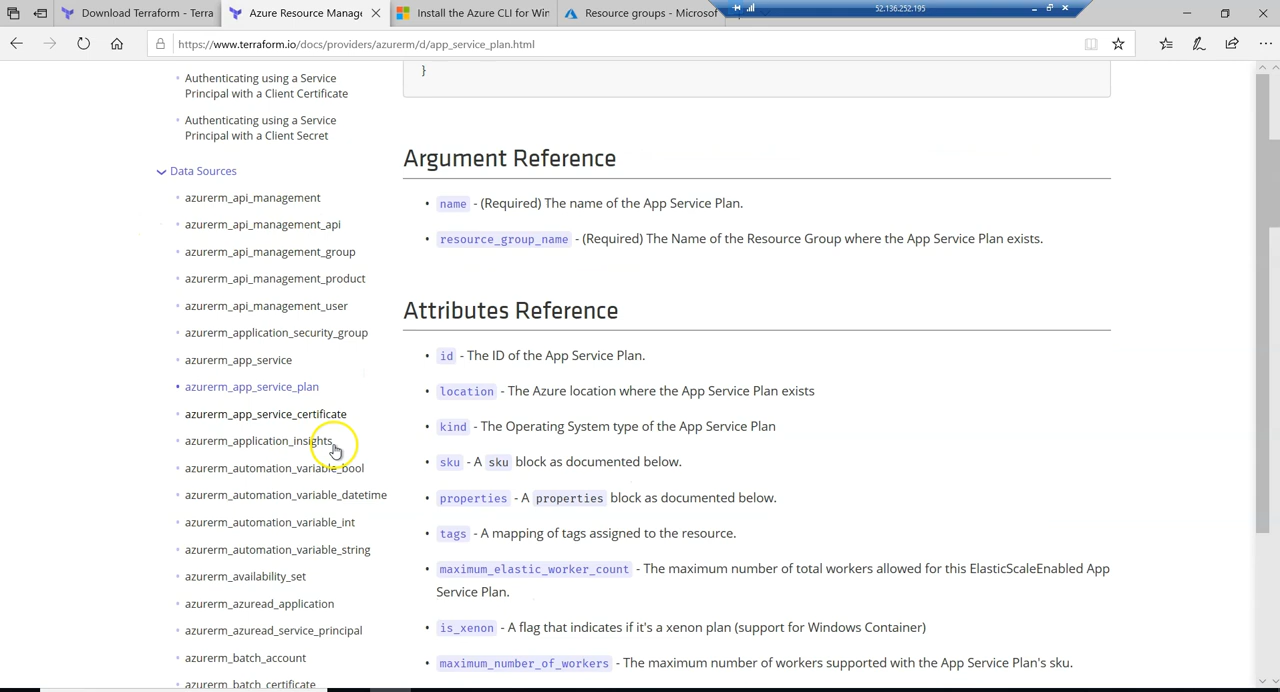 Download Terraform - Terra
Azure Resource Manage
Install the Azure CLI for Win
Resource groups - Microsof
52.136.252.195
https://www.terraform.io/docs/providers/azurerm/d/app_service_plan.html
Authenticating using a Service
Principal with a Client Certificate
Authenticating using a Service
Principal with a Client Secret
Data Sources
azurerm_api_management
azurerm_api_management_api
azurerm_api_management_group
azurerm_api_management_product
azurerm_api_management_user
azurerm_application_security_group
azurerm_app_service
azurerm_app_service_plan
azurerm_app_service_certificate
azurerm_application_insights
azurerm_automation_variable_bool
azurerm_automation_variable_datetime
azurerm_automation_variable_int
azurerm_automation_variable_string
azurerm_availability_set
azurerm_azuread_application
azurerm_azuread_service_principal
azurerm_batch_account
azurerm_batch_certificate
}
Argument Reference
name - (Required) The name of the App Service Plan.
resource_group_name - (Required) The Name of the Resource Group where the App Service Plan exists.
Attributes Reference
id - The ID of the App Service Plan.
location - The Azure location where the App Service Plan exists
kind - The Operating System type of the App Service Plan
sku - A sku block as documented below.
properties - A properties block as documented below.
tags - A mapping of tags assigned to the resource.
maximum_elastic_worker_count - The maximum number of total workers allowed for this ElasticScaleEnabled App
Service Plan.
is_xenon - A flag that indicates if it's a xenon plan (support for Windows Container)
maximum_number_of_workers - The maximum number of workers supported with the App Service Plan's sku.